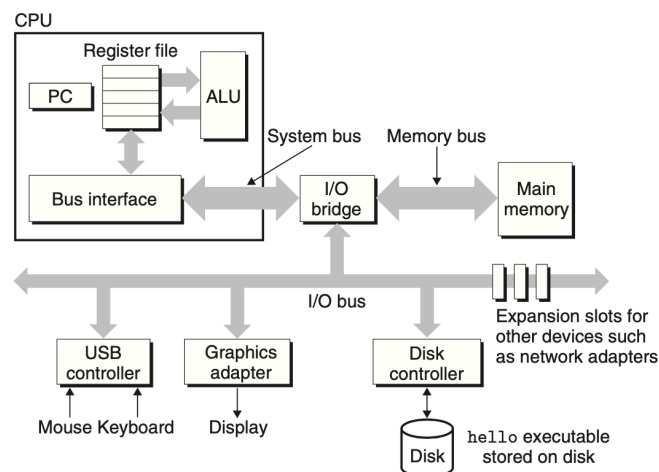 CPU
Register file
PC
ALU
System bus
Memory bus
Bus interface
I/O
bridge
Main
memory
I/O bus
Expansion slots for
other devices such
as network adapters
USB
controller
Graphics
adapter
Disk
controller
Mouse Keyboard
Display
Disk
hello executable
stored on disk